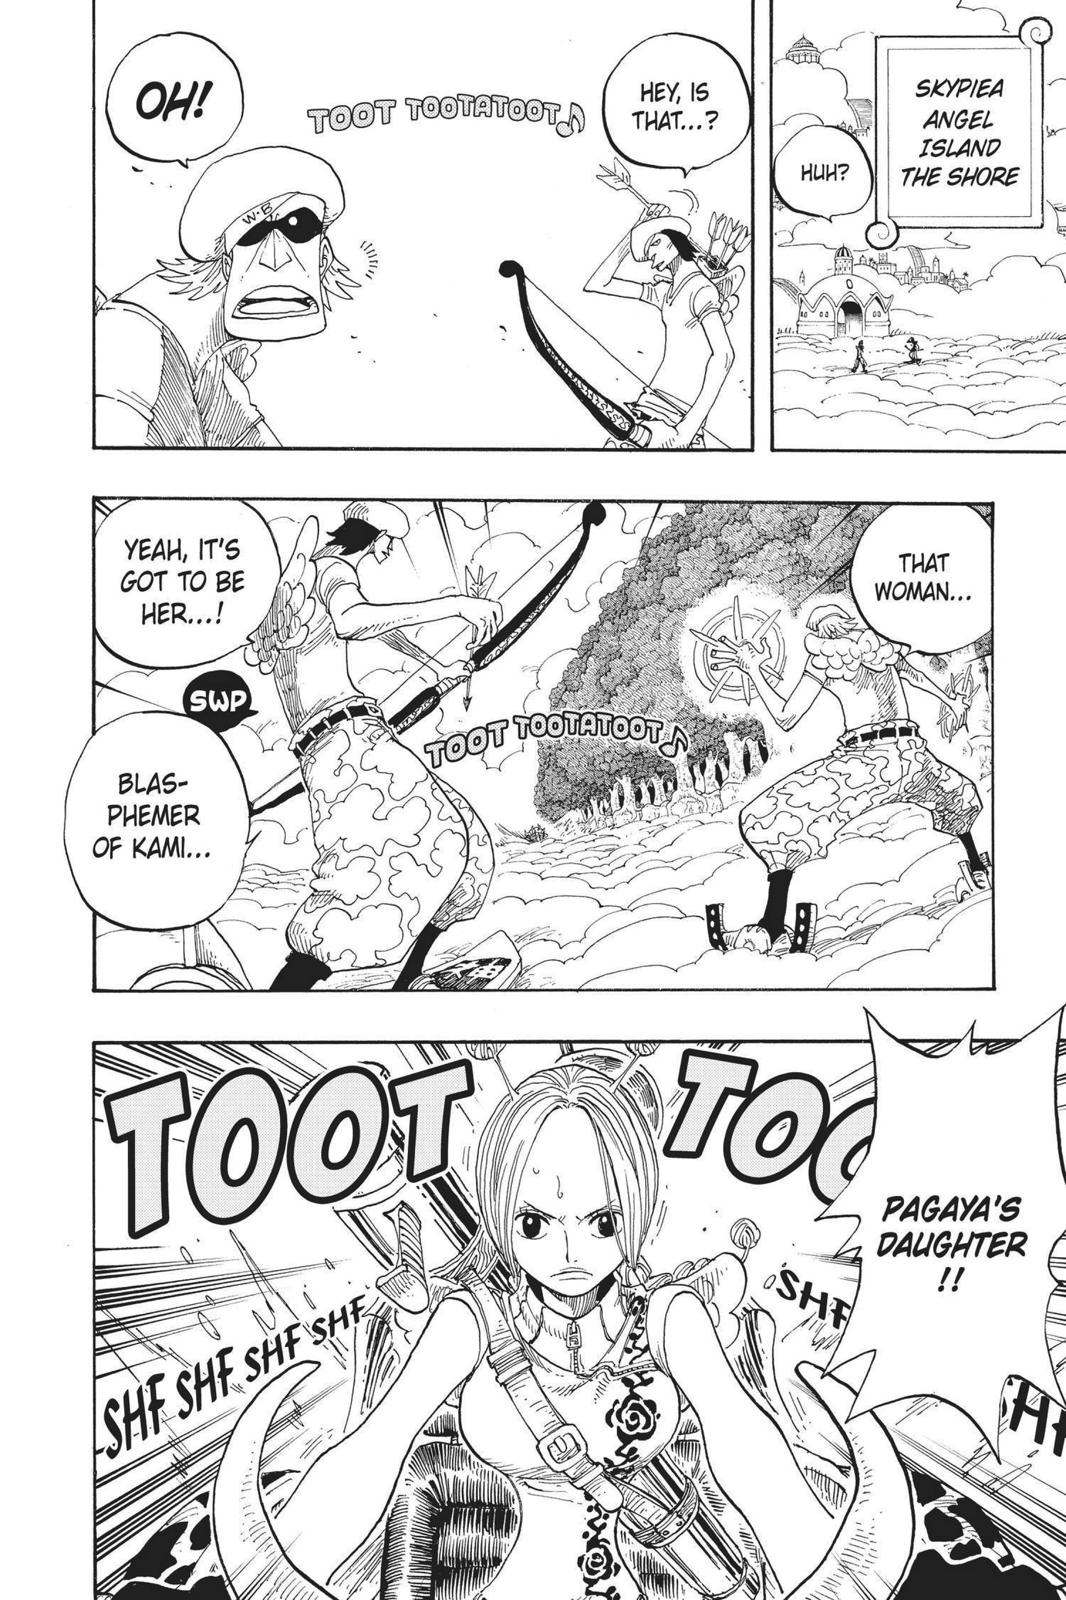 SKYPIEA
ANGEL
ISLAND
THE SHORE
HUH?
HEY, IS
THAT...?
TOOT TOOTATOOT♪
OH!
W·B
THAT
WOMAN...
TOOT TOOTATOOT♪
YEAH, IT'S
GOT TO BE
HER...!
SWP
BLAS-
PHEMER
OF KAMI...
PAGAYA'S
DAUGHTER
!!
TOOT
TOO
SHF
SHF
SHF SHF SHF SHF